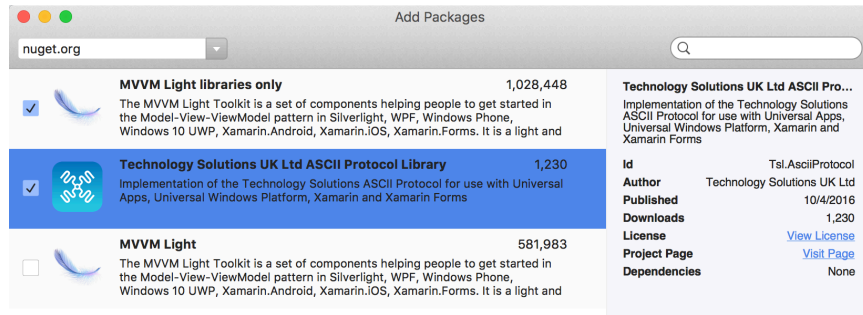 Add Packages
nuget.org
MVVM Light libraries only 1,028,448
The MVVM Light Toolkit is a set of components helping people to get started in
the Model-View-ViewModel pattern in Silverlight, WPF, Windows Phone,
Windows 10 UWP, Xamarin.Android, Xamarin.iOS, Xamarin.Forms. It is a light and
Technology Solutions UK Ltd ASCII Protocol Library 1,230
Implementation of the Technology Solutions ASCII Protocol for use with Universal
Apps, Universal Windows Platform, Xamarin and Xamarin Forms
MVVM Light 581,983
The MVVM Light Toolkit is a set of components helping people to get started in
the Model-View-ViewModel pattern in Silverlight, WPF, Windows Phone,
Windows 10 UWP, Xamarin.Android, Xamarin.iOS, Xamarin.Forms. It is a light and
Technology Solutions UK Ltd ASCII Pro...
Implementation of the Technology Solutions
ASCII Protocol for use with Universal Apps,
Universal Windows Platform, Xamarin and
Xamarin Forms
Id Tsl.AsciiProtocol
Author Technology Solutions UK Ltd
Published 10/4/2016
Downloads 1,230
License View License
Project Page Visit Page
Dependencies None